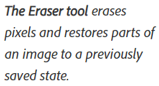 The Eraser tool erases
pixels and restores parts of
an image to a previously
saved state.